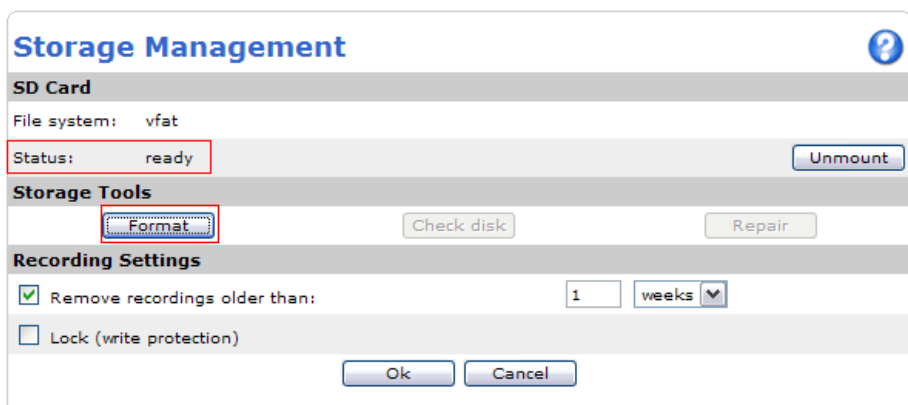 Storage Management
SD Card
File system: vfat
Status: ready Unmount
Storage Tools
Format Check disk Repair
Recording Settings
Remove recordings older than: 1 weeks
Lock (write protection)
Ok Cancel